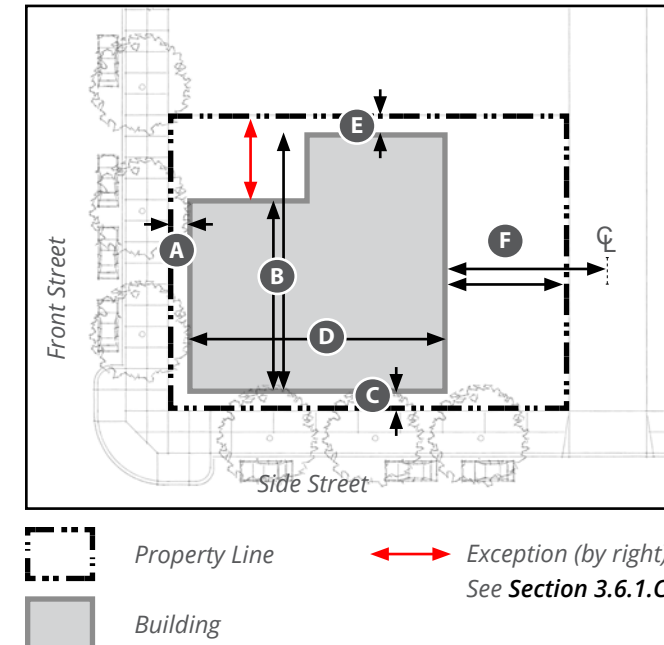 E
A
F
℄
B
Front Street
D
C
Side Street
Property Line
Exception (by right)
See Section 3.6.1.C
Building